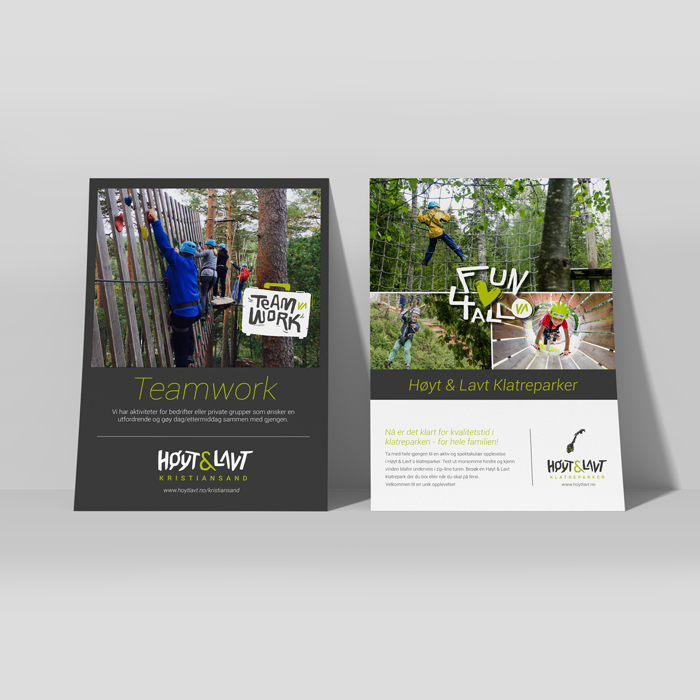 TEAM VA
WORK
Teamwork
Vi har aktiviteter for bedrifter eller private grupper som ønsker en
utfordrende og gøy dag/ettermiddag sammen med gjengen.
HØYT&LAVT
KRISTIANSAND
www.hoytlavt.no/kristiansand
FUN
4ALL VA
Høyt & Lavt Klatreparker
Nå er det klart for kvalitetstid i
klatreparken - for hele familien!
Ta med hele gjengen til en aktiv og spektakulær opplevelse
i Høyt & Lavt's klatreparker. Test ut morsomme hindre og kjenn
vinden blafre underveis i zip-line turen. Besøk en Høyt & Lavt
klatrepark der du bor eller når du skal på ferie.
Velkommen til en unik opplevelse!
HØYT&LAVT
KLATREPARKER
www.hoytlavt.no